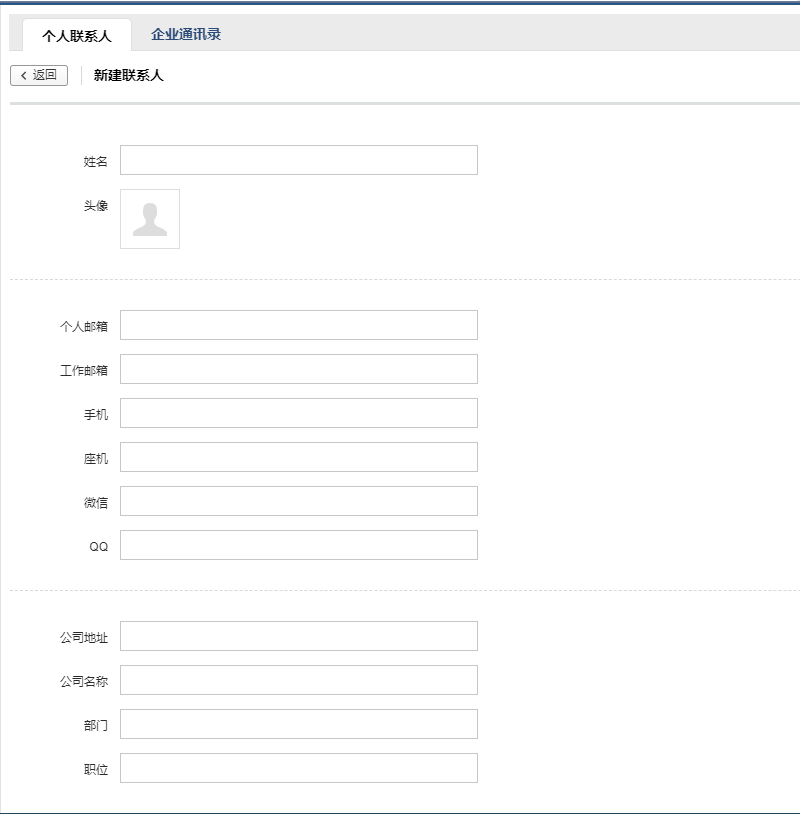 个人联系人 企业通讯录
返回 新建联系人
姓名
头像
个人邮箱
工作邮箱
手机
座机
微信
QQ
公司地址
公司名称
部门
职位